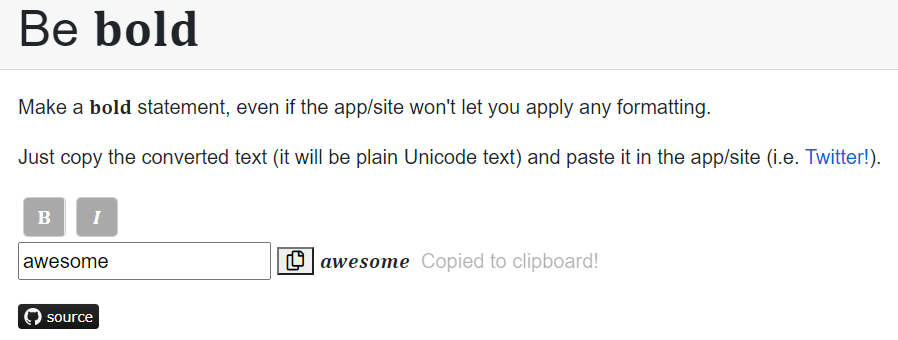 Be 𝐛𝐨𝐥𝐝
Make a 𝐛𝐨𝐥𝐝 statement, even if the app/site won't let you apply any formatting.
Just copy the converted text (it will be plain Unicode text) and paste it in the app/site (i.e. Twitter!).
𝐁 𝑰
awesome 𝒂𝒘𝒆𝒔𝒐𝒎𝒆 Copied to clipboard!
source